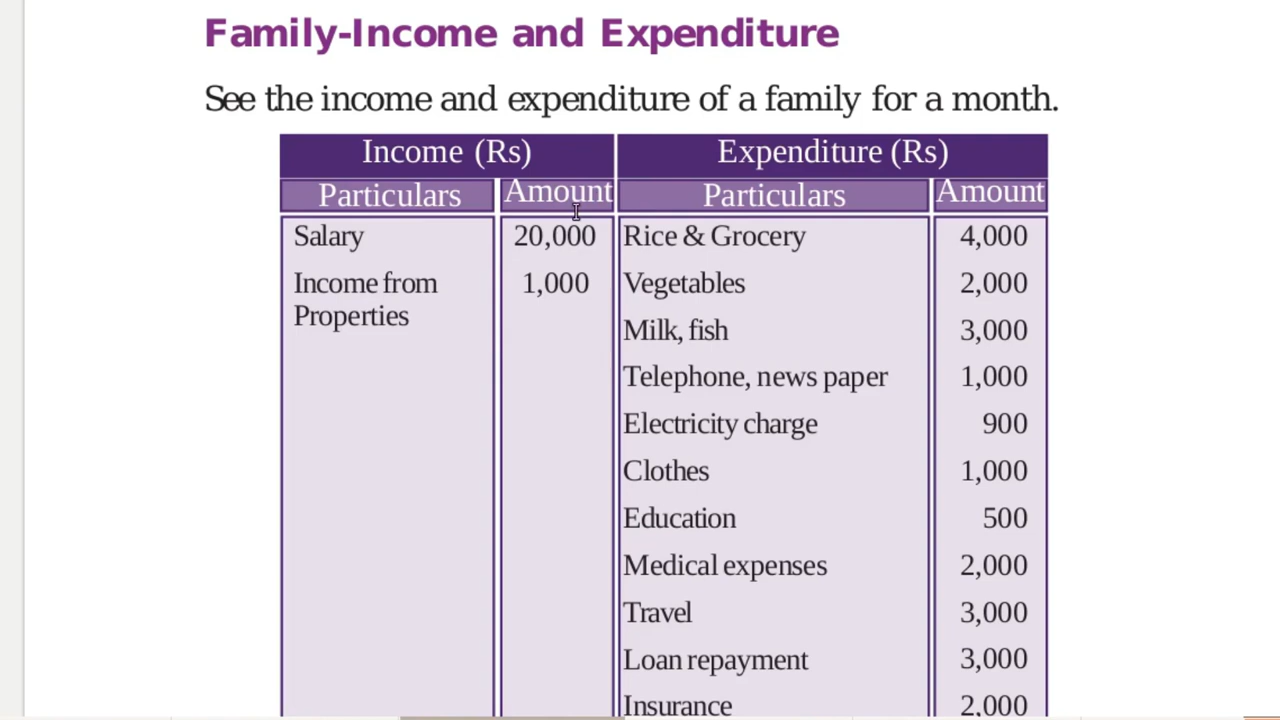 Family-Income and Expenditure
See the income and expenditure of a family for a month.
Income (Rs) Expenditure (Rs)
Particulars Amount Particulars Amount
Salary 20,000 Rice & Grocery 4,000
Income from 1,000 Vegetables 2,000
Properties
Milk, fish 3,000
Telephone, news paper 1,000
Electricity charge 900
Clothes 1,000
Education 500
Medical expenses 2,000
Travel 3,000
Loan repayment 3,000
Insurance 2,000